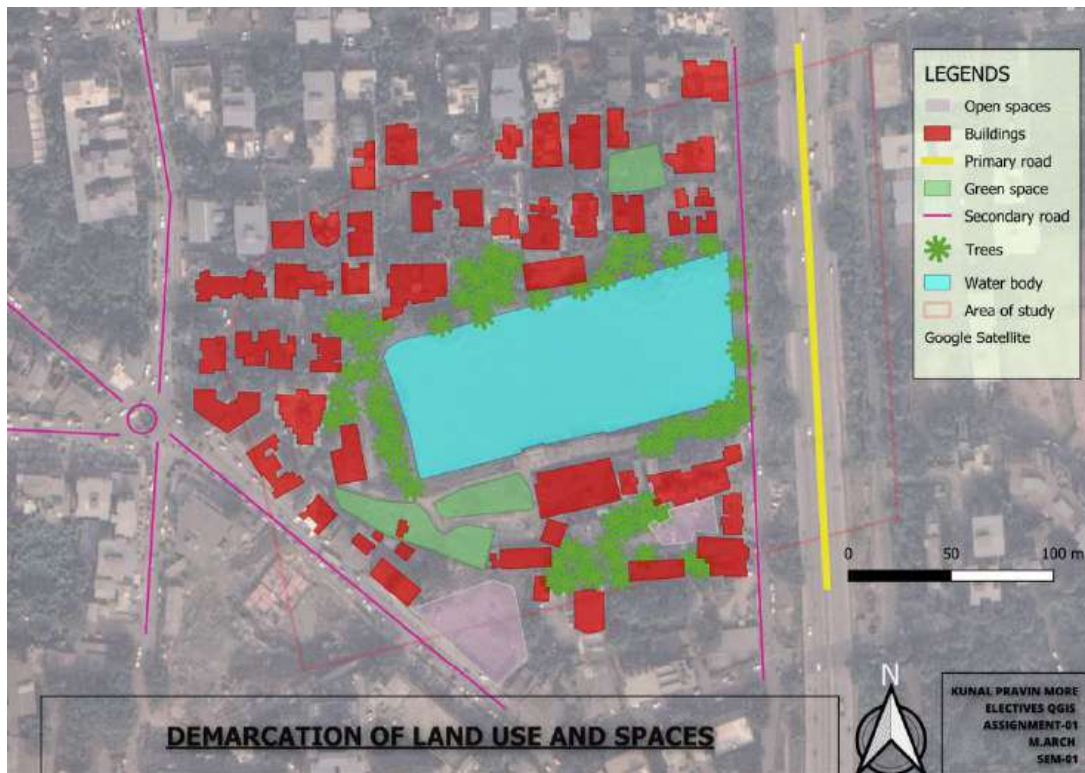 LEGENDS
Open spaces
Buildings
Primary road
Green space
Secondary road
Trees
Water body
Area of study
Google Satellite
0 50 100 m
N
DEMARCATION OF LAND USE AND SPACES
KUNAL PRAVIN MORE
ELECTIVES QGIS
ASSIGNMENT-01
M.ARCH
SEM-01